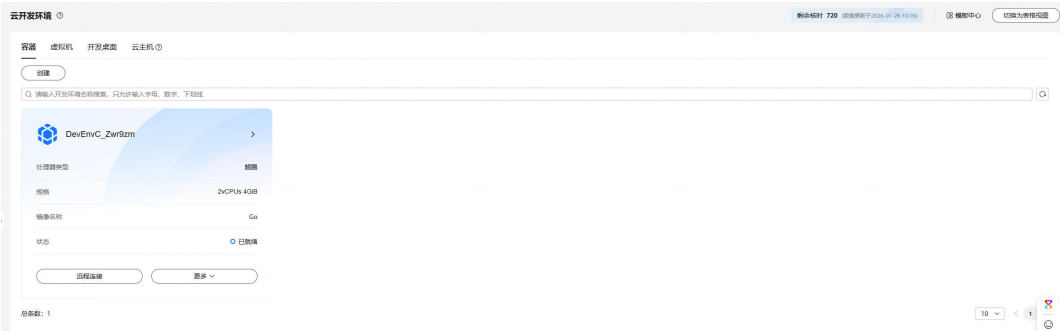 云开发环境
剩余核时 720 (数据更新于2026-01-26 10:16) 模板中心 切换为表格视图
容器 虚拟机 开发桌面 云主机
创建
请输入开发环境名称搜索，只允许输入字母、数字、下划线
DevEnvC_Zwr9zm
处理器类型 鲲鹏
规格 2vCPUs 4GiB
镜像名称 Go
状态 已就绪
远程连接 更多
总条数：1 10 1